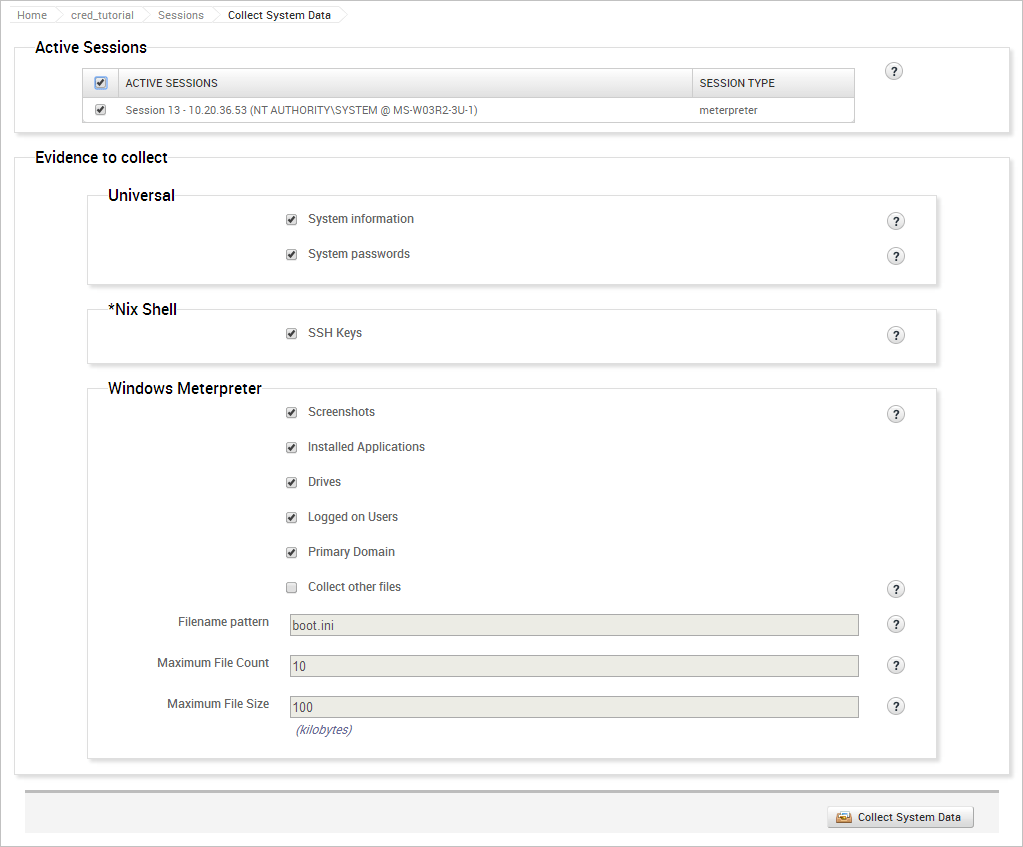 Home cred_tutorial Sessions Collect System Data
Active Sessions
?
ACTIVE SESSIONS SESSION TYPE
Session 13 - 10.20.36.53 (NT AUTHORITY\SYSTEM @ MS-W03R2-3U-1) meterpreter
Evidence to collect
Universal
System information ?
System passwords ?
*Nix Shell
SSH Keys ?
Windows Meterpreter
Screenshots ?
Installed Applications
Drives
Logged on Users
Primary Domain
Collect other files ?
Filename pattern boot.ini ?
Maximum File Count 10 ?
Maximum File Size 100 ?
(kilobytes)
Collect System Data